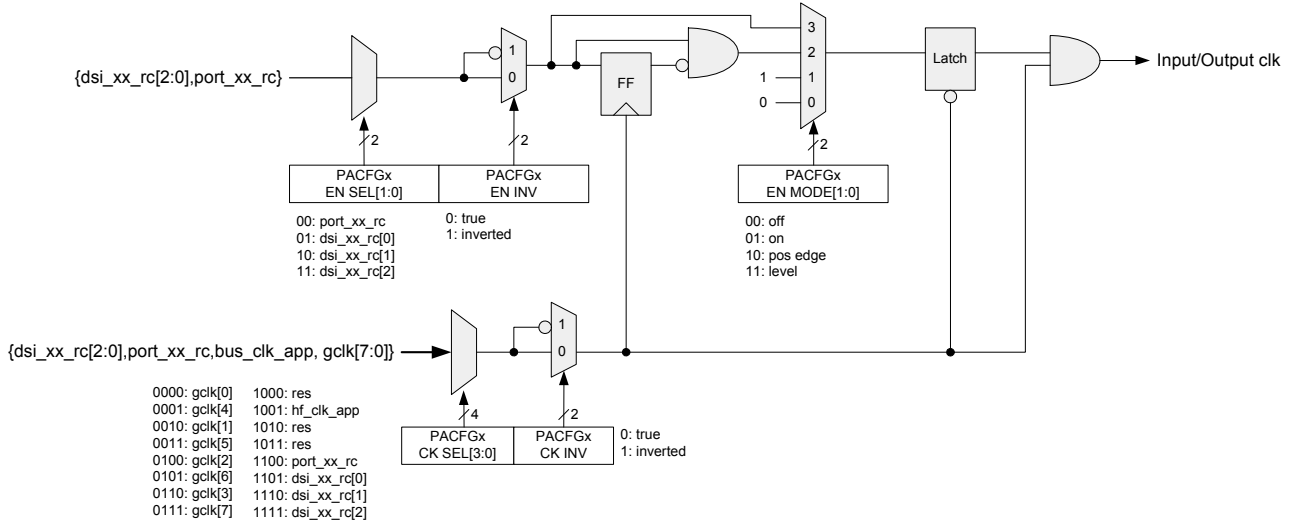 {dsi_xx_rc[2:0],port_xx_rc}
1
0
FF
3
2
1
0
1
0
Latch
Input/Output clk
2
2
2
PACFGx
EN SEL[1:0]
PACFGx
EN INV
PACFGx
EN MODE[1:0]
00: port_xx_rc
01: dsi_xx_rc[0]
10: dsi_xx_rc[1]
11: dsi_xx_rc[2]
0: true
1: inverted
00: off
01: on
10: pos edge
11: level
{dsi_xx_rc[2:0],port_xx_rc,bus_clk_app, gclk[7:0]}
1
0
4
2
PACFGx
CK SEL[3:0]
PACFGx
CK INV
0: true
1: inverted
0000: gclk[0]
0001: gclk[4]
0010: gclk[1]
0011: gclk[5]
0100: gclk[2]
0101: gclk[6]
0110: gclk[3]
0111: gclk[7]
1000: res
1001: hf_clk_app
1010: res
1011: res
1100: port_xx_rc
1101: dsi_xx_rc[0]
1110: dsi_xx_rc[1]
1111: dsi_xx_rc[2]